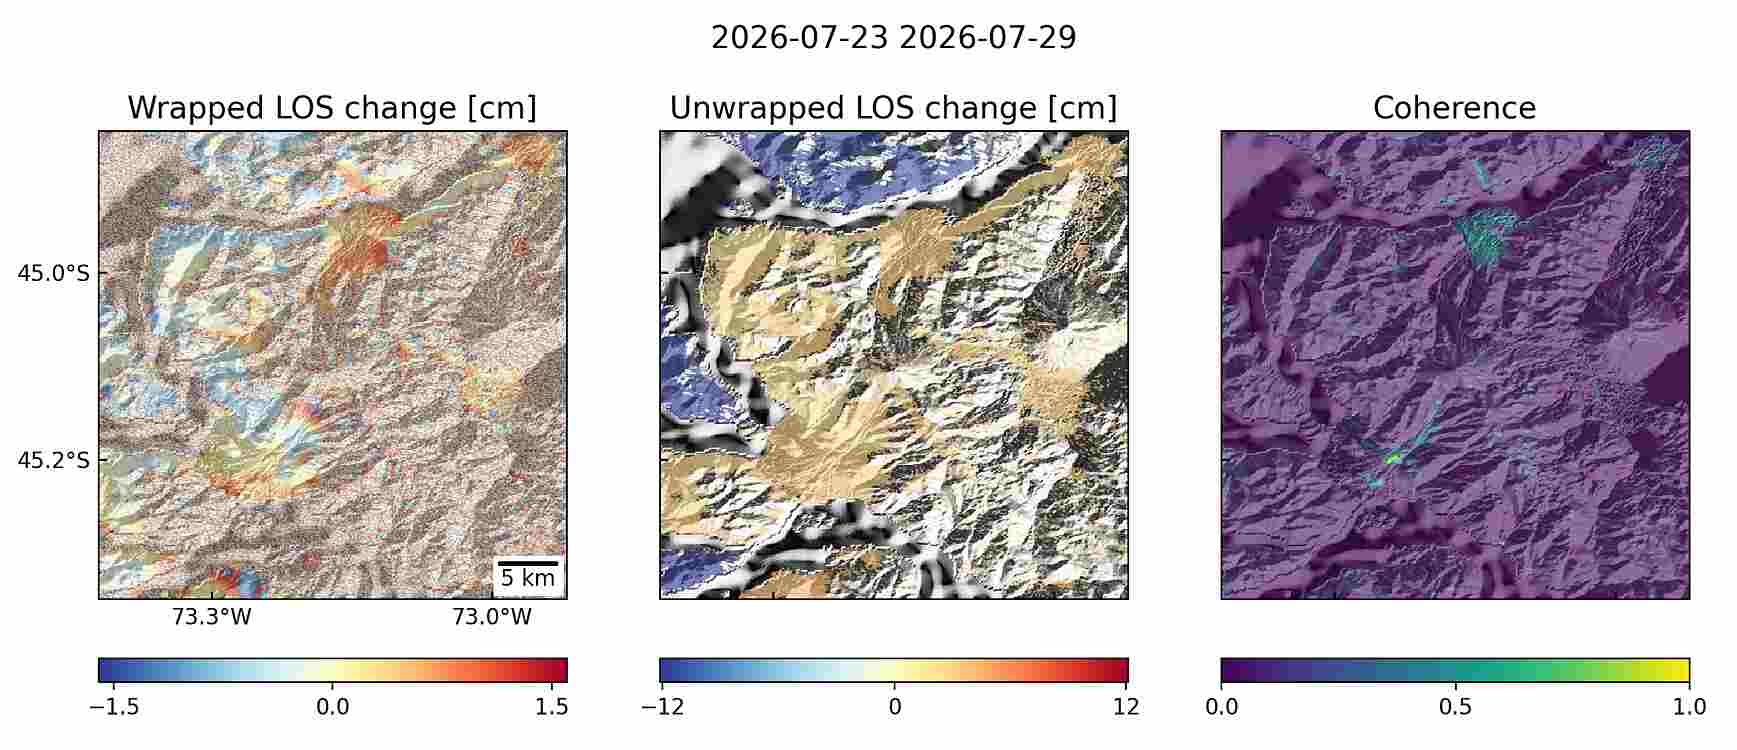 2026-07-23 2026-07-29
Wrapped LOS change [cm]
Unwrapped LOS change [cm]
Coherence
45.0°S
45.2°S
5 km
73.3°W
73.0°W
−1.5
0.0
1.5
−12
0
12
0.0
0.5
1.0